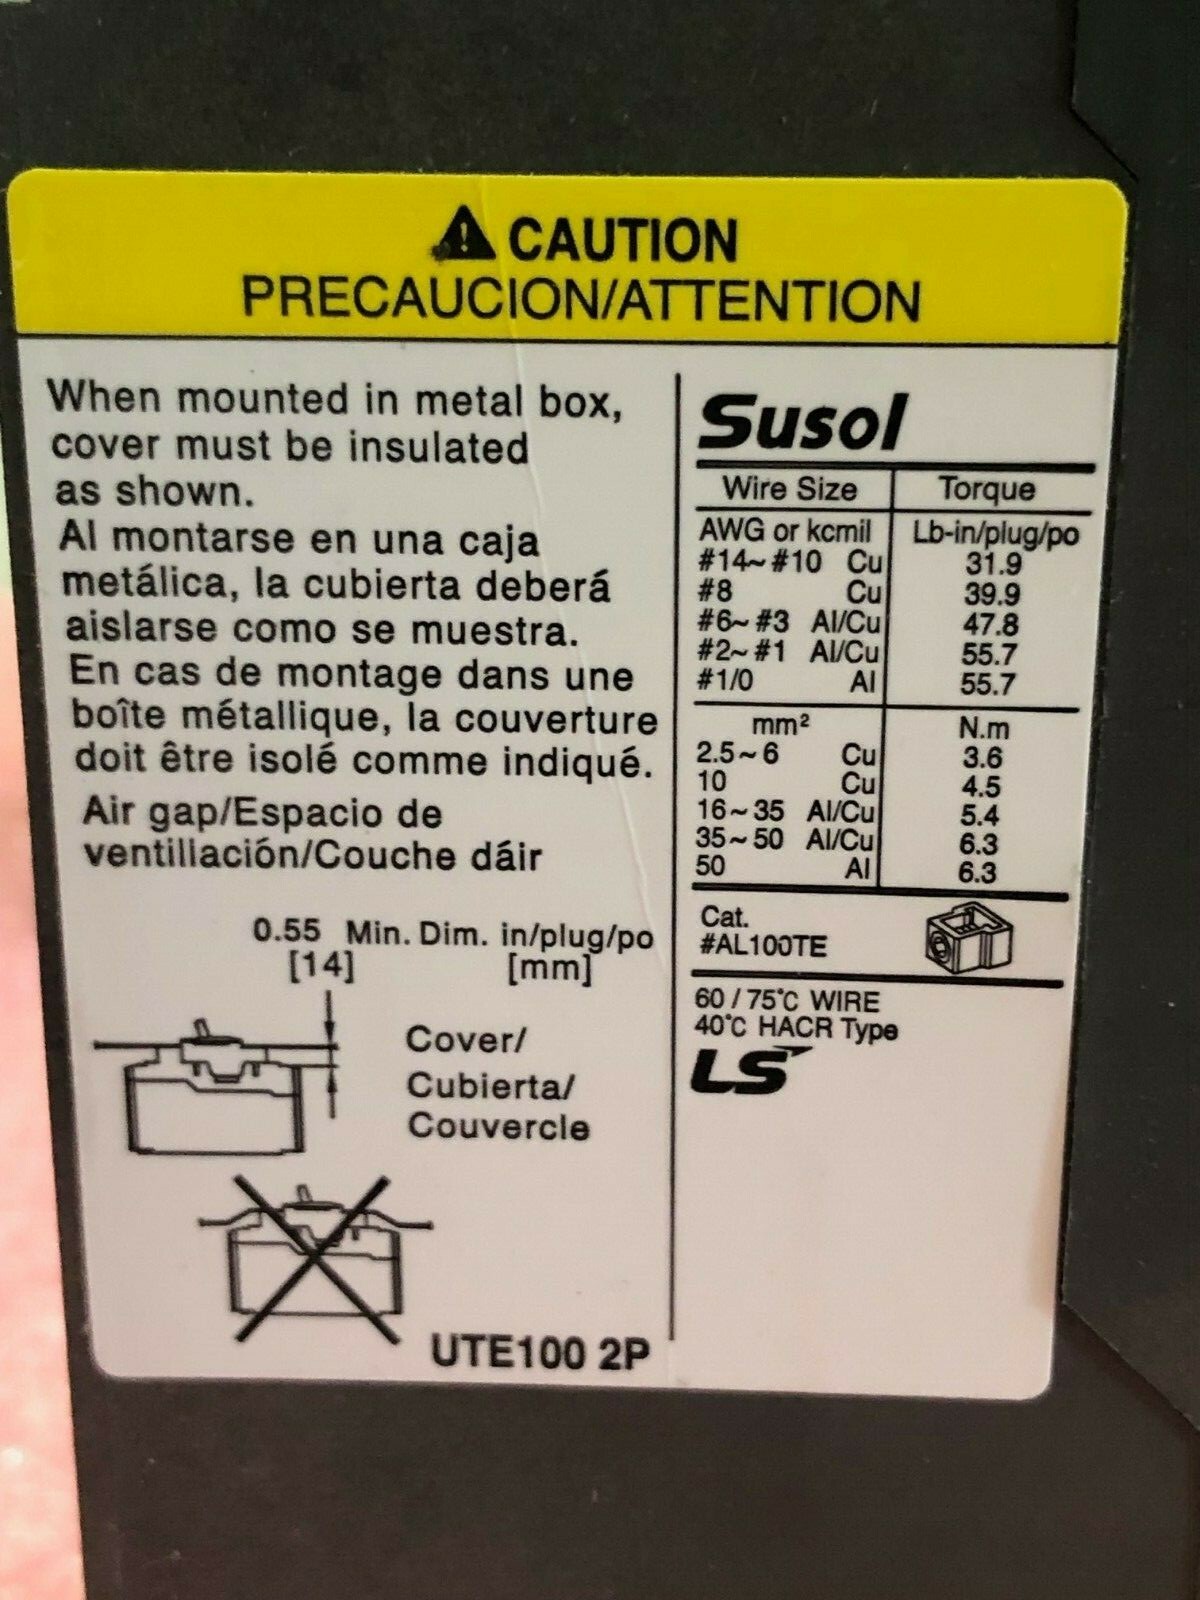 CAUTION
PRECAUCION/ATTENTION
When mounted in metal box,
cover must be insulated
as shown.
Al montarse en una caja
metálica, la cubierta deberá
aislarse como se muestra.
En cas de montage dans une
boîte métallique, la couverture
doit être isolé comme indiqué.
Air gap/Espacio de
ventillación/Couche dáir
0.55 Min. Dim. in/plug/po
[14] [mm]
Cover/
Cubierta/
Couvercle
UTE100 2P
Susol
Wire Size Torque
AWG or kcmil Lb-in/plug/po
#14~#10 Cu 31.9
#8 Cu 39.9
#6~#3 Al/Cu 47.8
#2~#1 Al/Cu 55.7
#1/0 Al 55.7
mm² N.m
2.5~6 Cu 3.6
10 Cu 4.5
16~35 Al/Cu 5.4
35~50 Al/Cu 6.3
50 Al 6.3
Cat.
#AL100TE
60/75°C WIRE
40°C HACR Type
LS